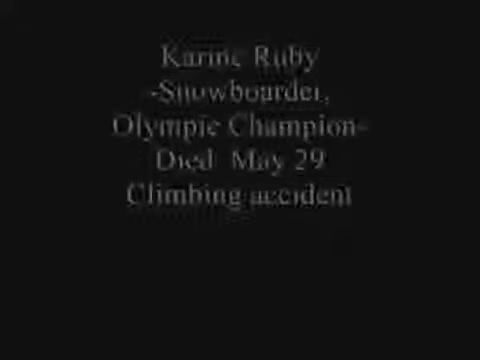 Karine Ruby
-Snowboarder,
Olympic Champion-
Died May 29
Climbing accident